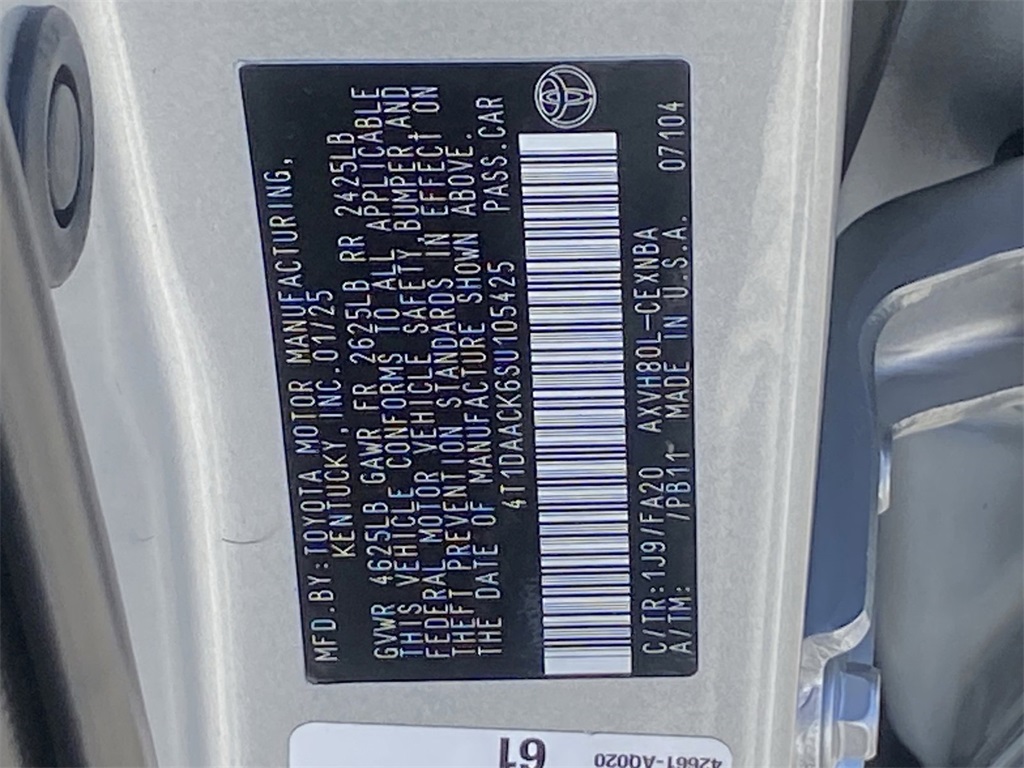 MFD.BY:TOYOTA MOTOR MANUFACTURING,
KENTUCKY, INC.01/25
GVWR 4625LB GAWR FR 2625LB RR 2425LB
THIS VEHICLE CONFORMS TO ALL APPLICABLE
FEDERAL MOTOR VEHICLE SAFETY, BUMPER AND
THEFT PREVENTION STANDARDS IN EFFECT ON
THE DATE OF MANUFACTURE SHOWN ABOVE.
4T1DAACK6SU105425 PASS.CAR
C/TR:1J9/FA20 AXVH80L-CEXNBA 07104
A/TM: /PB11 MADE IN U.S.A.
61
42661-AQ020